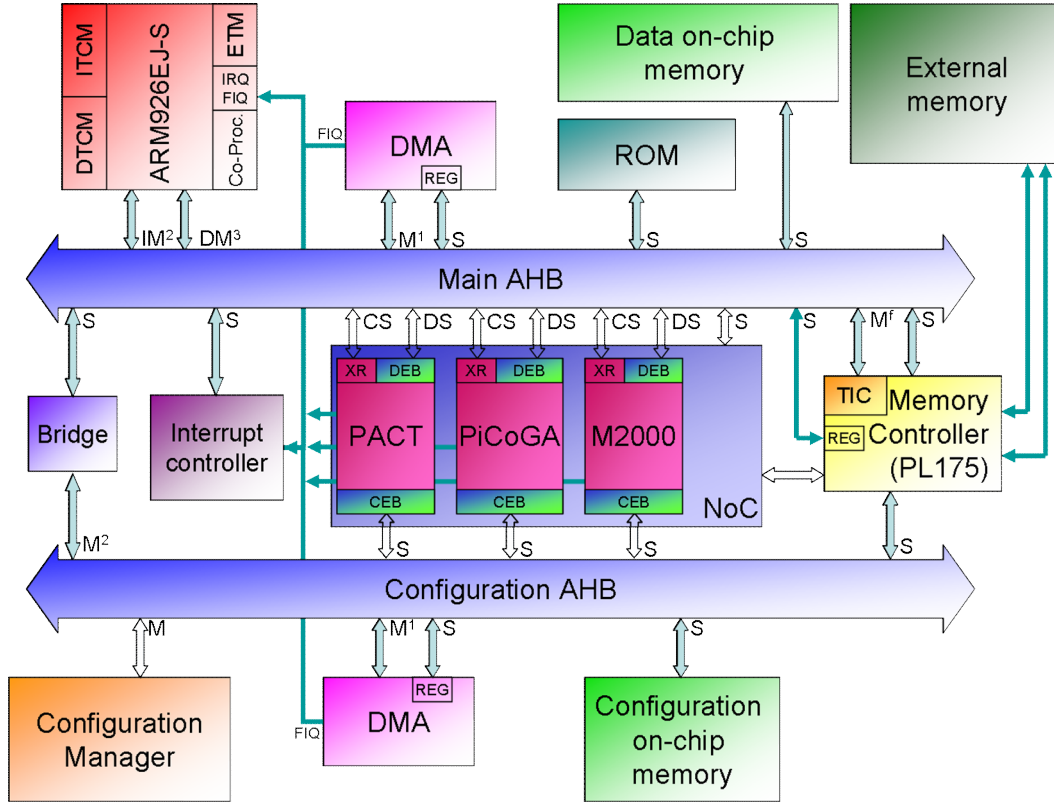 ITCM
DTCM
ARM926EJ-S
ETM
IRQ
FIQ
Co-Proc.
FIQ
DMA
REG
Data on-chip
memory
ROM
External
memory
IM²
DM³
M¹
S
S
S
Main AHB
S
S
CS
DS
CS
DS
CS
DS
S
S
Mᶠ
S
XR
DEB
XR
DEB
XR
DEB
PACT
PiCoGA
M2000
CEB
CEB
CEB
NoC
Bridge
Interrupt
controller
TIC
REG
Memory
Controller
(PL175)
M²
S
S
S
S
Configuration AHB
M
M¹
S
S
Configuration
Manager
FIQ
REG
DMA
Configuration
on-chip
memory